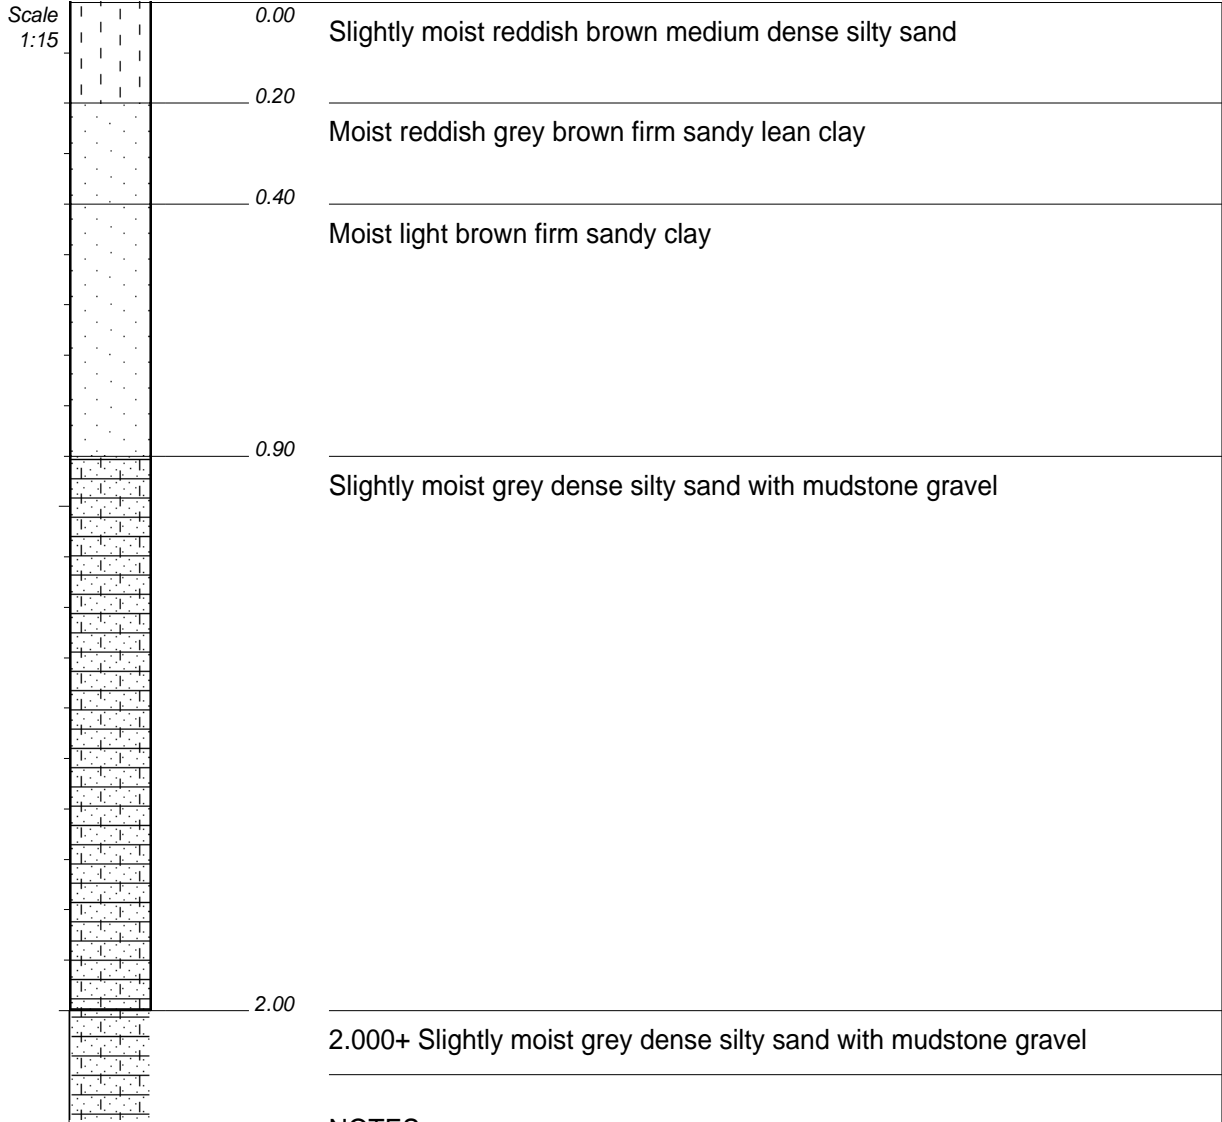 Scale
1:15
0.00
Slightly moist reddish brown medium dense silty sand
0.20
Moist reddish grey brown firm sandy lean clay
0.40
Moist light brown firm sandy clay
0.90
Slightly moist grey dense silty sand with mudstone gravel
2.00
2.000+ Slightly moist grey dense silty sand with mudstone gravel
NOTES